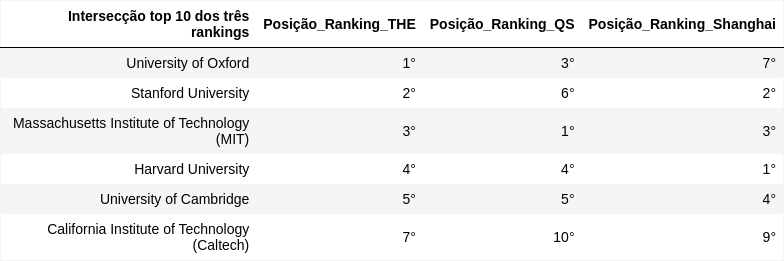 Intersecção top 10 dos três
rankings Posição_Ranking_THE Posição_Ranking_QS Posição_Ranking_Shanghai
University of Oxford 1° 3° 7°
Stanford University 2° 6° 2°
Massachusetts Institute of Technology
(MIT) 3° 1° 3°
Harvard University 4° 4° 1°
University of Cambridge 5° 5° 4°
California Institute of Technology
(Caltech) 7° 10° 9°